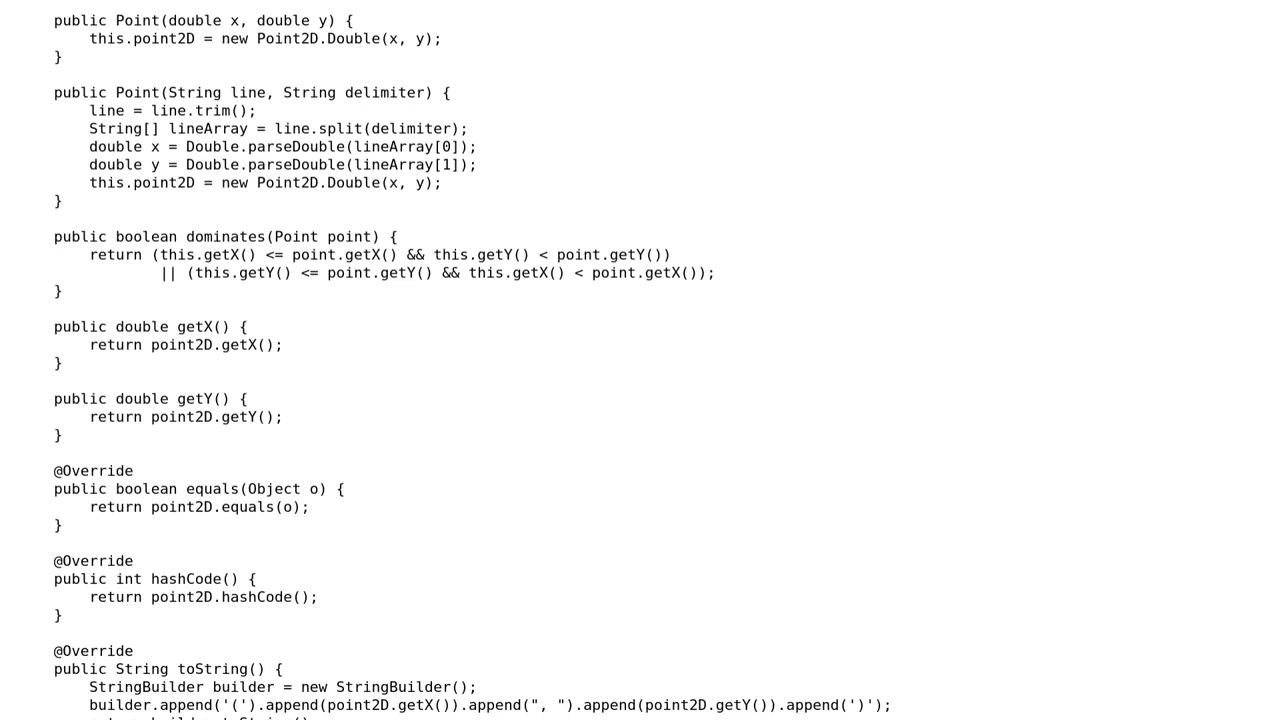 public Point(double x, double y) {
    this.point2D = new Point2D.Double(x, y);
}

public Point(String line, String delimiter) {
    line = line.trim();
    String[] lineArray = line.split(delimiter);
    double x = Double.parseDouble(lineArray[0]);
    double y = Double.parseDouble(lineArray[1]);
    this.point2D = new Point2D.Double(x, y);
}

public boolean dominates(Point point) {
    return (this.getX() <= point.getX() && this.getY() < point.getY())
            || (this.getY() <= point.getY() && this.getX() < point.getX());
}

public double getX() {
    return point2D.getX();
}

public double getY() {
    return point2D.getY();
}

@Override
public boolean equals(Object o) {
    return point2D.equals(o);
}

@Override
public int hashCode() {
    return point2D.hashCode();
}

@Override
public String toString() {
    StringBuilder builder = new StringBuilder();
    builder.append('(').append(point2D.getX()).append(", ").append(point2D.getY()).append(')');